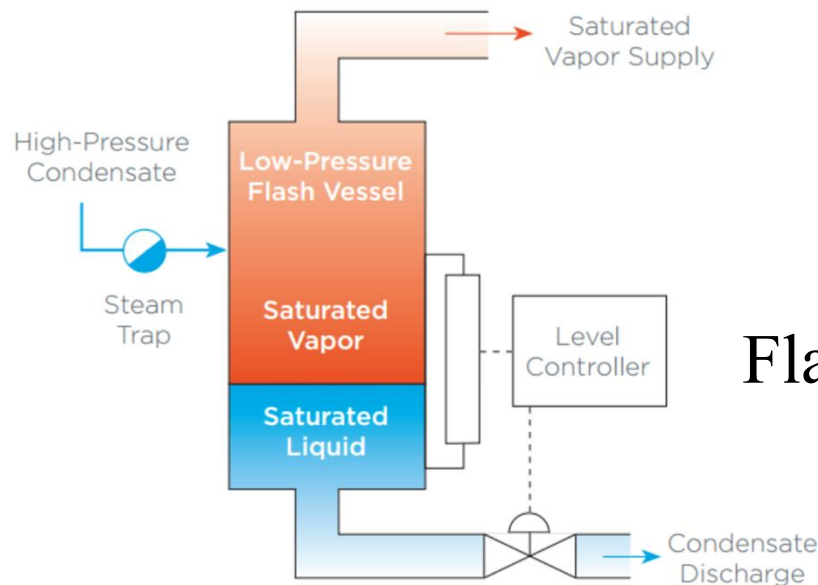 Saturated
Vapor Supply
High-Pressure
Condensate
Low-Pressure
Flash Vessel
Steam
Trap
Saturated
Vapor
Level
Controller
Fla
Saturated
Liquid
Condensate
Discharge